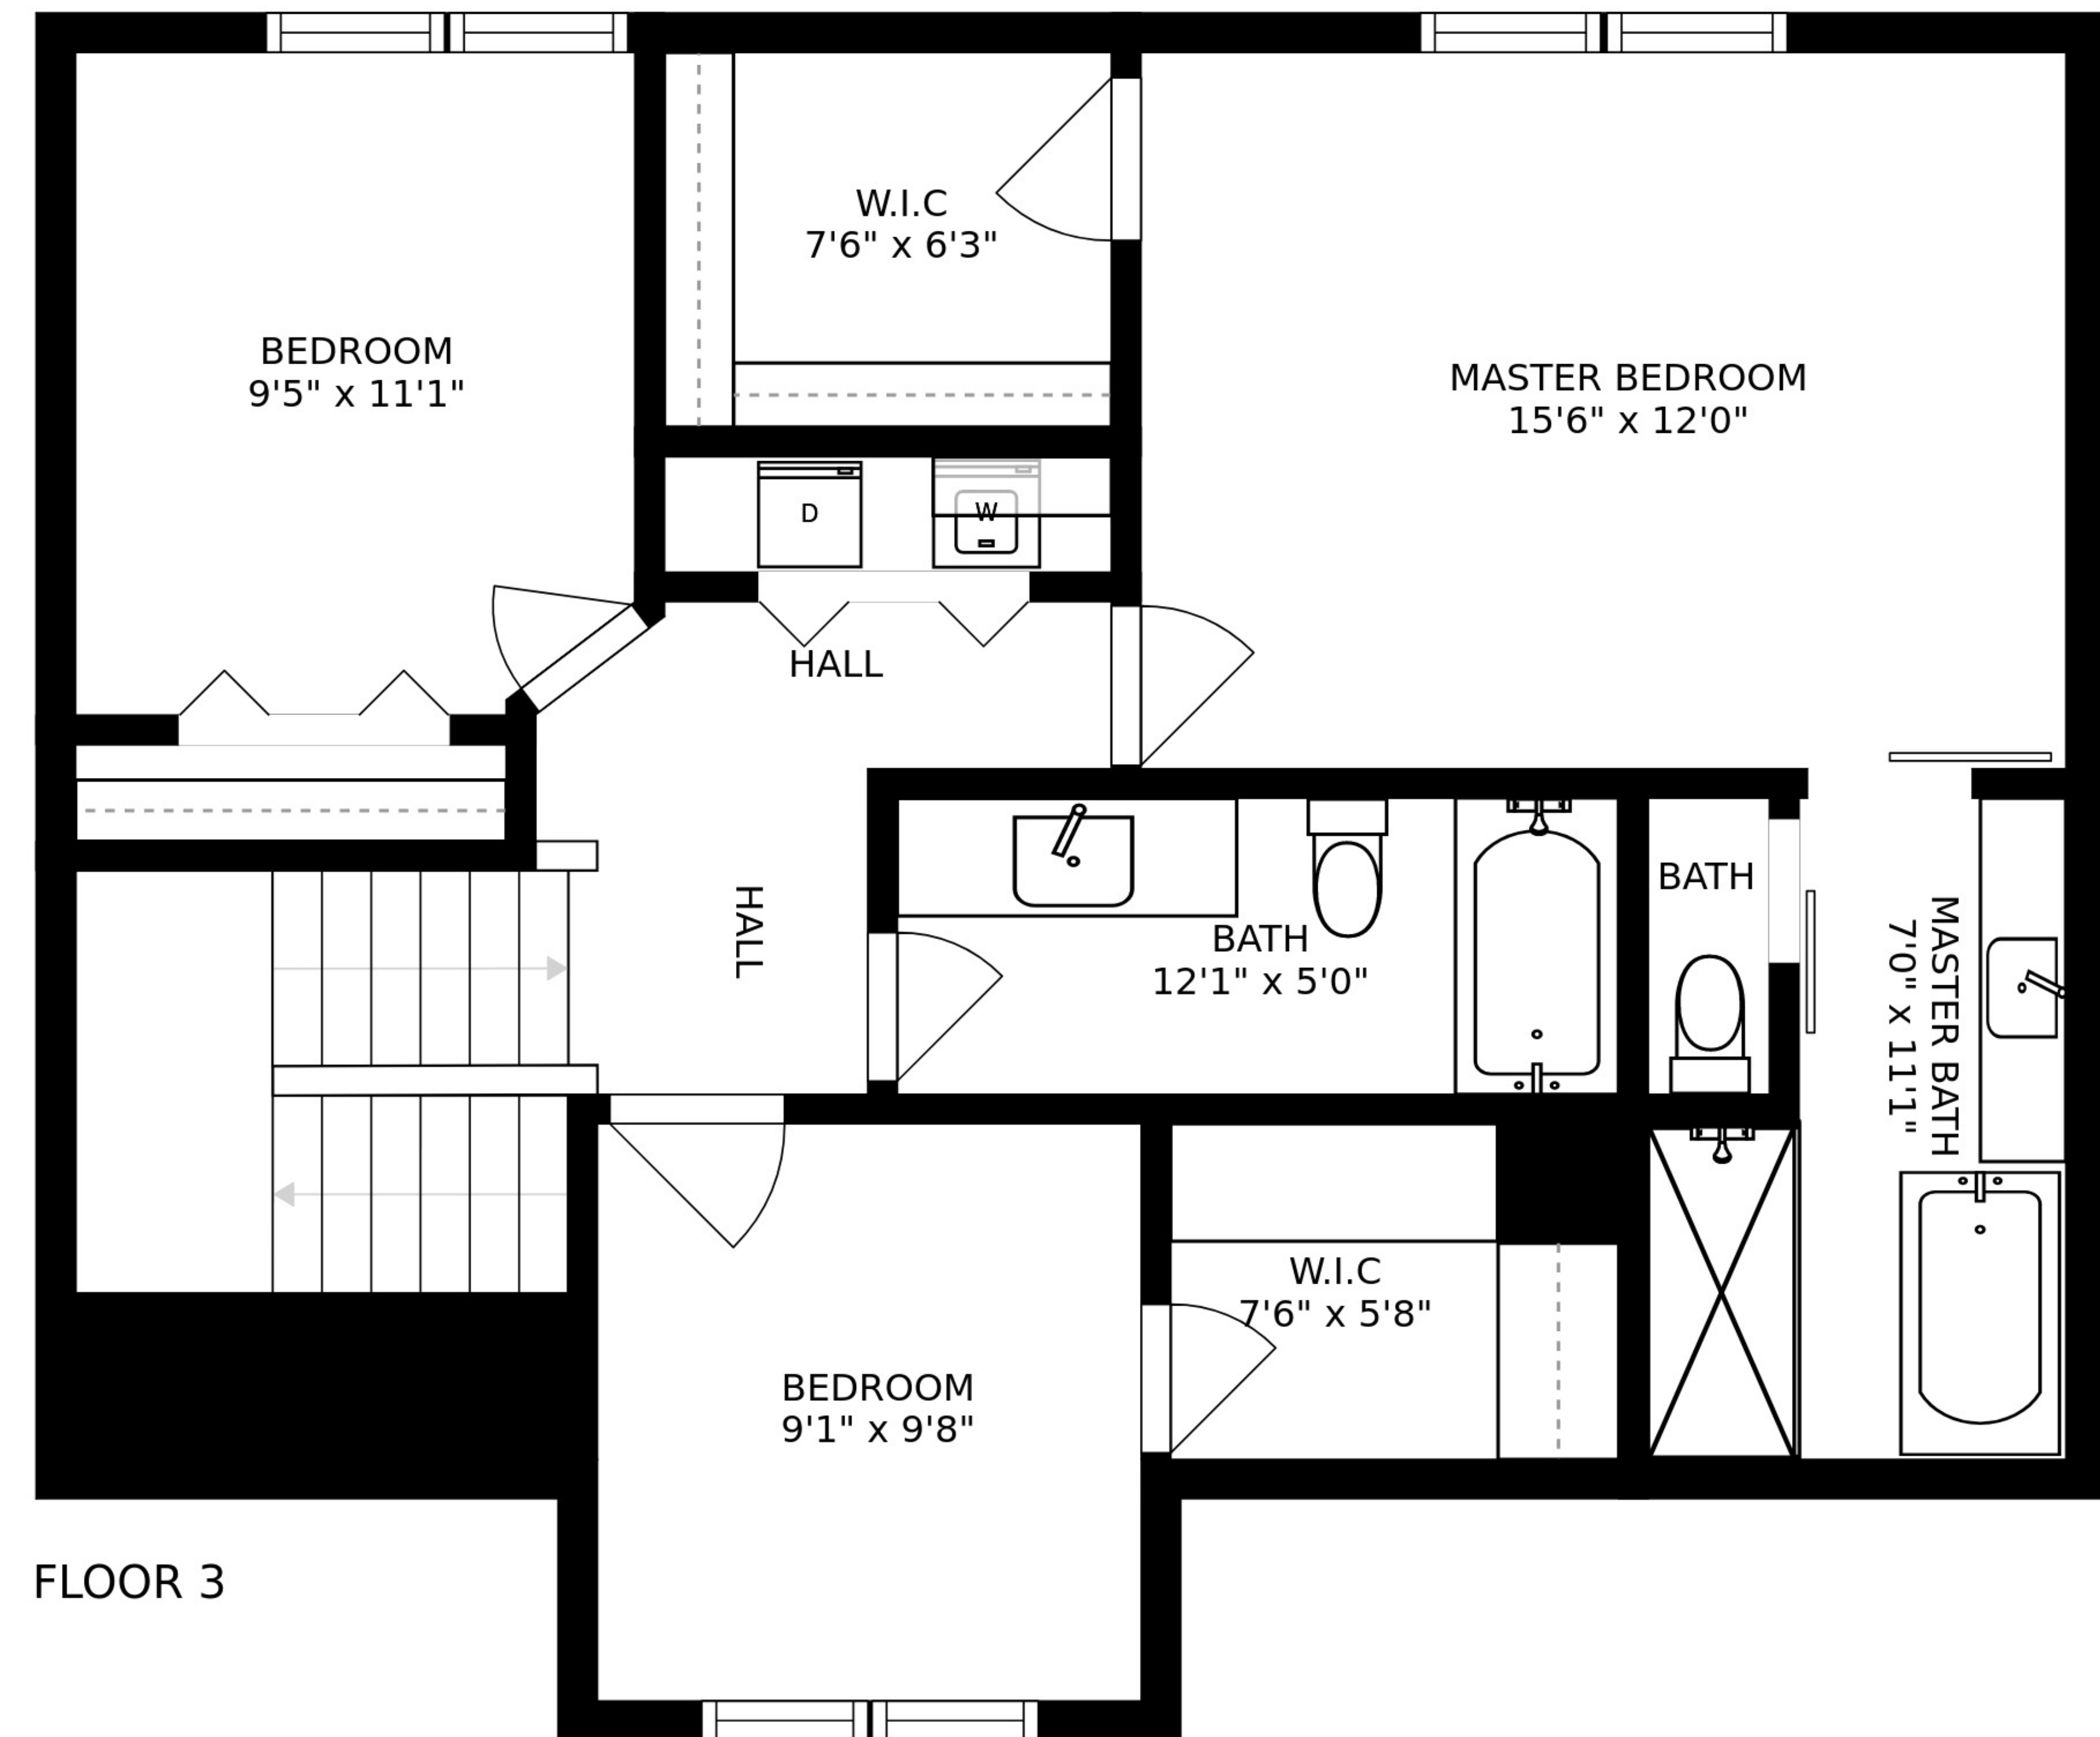 W.I.C
7'6" x 6'3"
BEDROOM
9'5" x 11'1"
MASTER BEDROOM
15'6" x 12'0"
D
W
HALL
HALL
BATH
12'1" x 5'0"
BATH
MASTER BATH
7'0" x 11'1"
W.I.C
7'6" x 5'8"
BEDROOM
9'1" x 9'8"
FLOOR 3